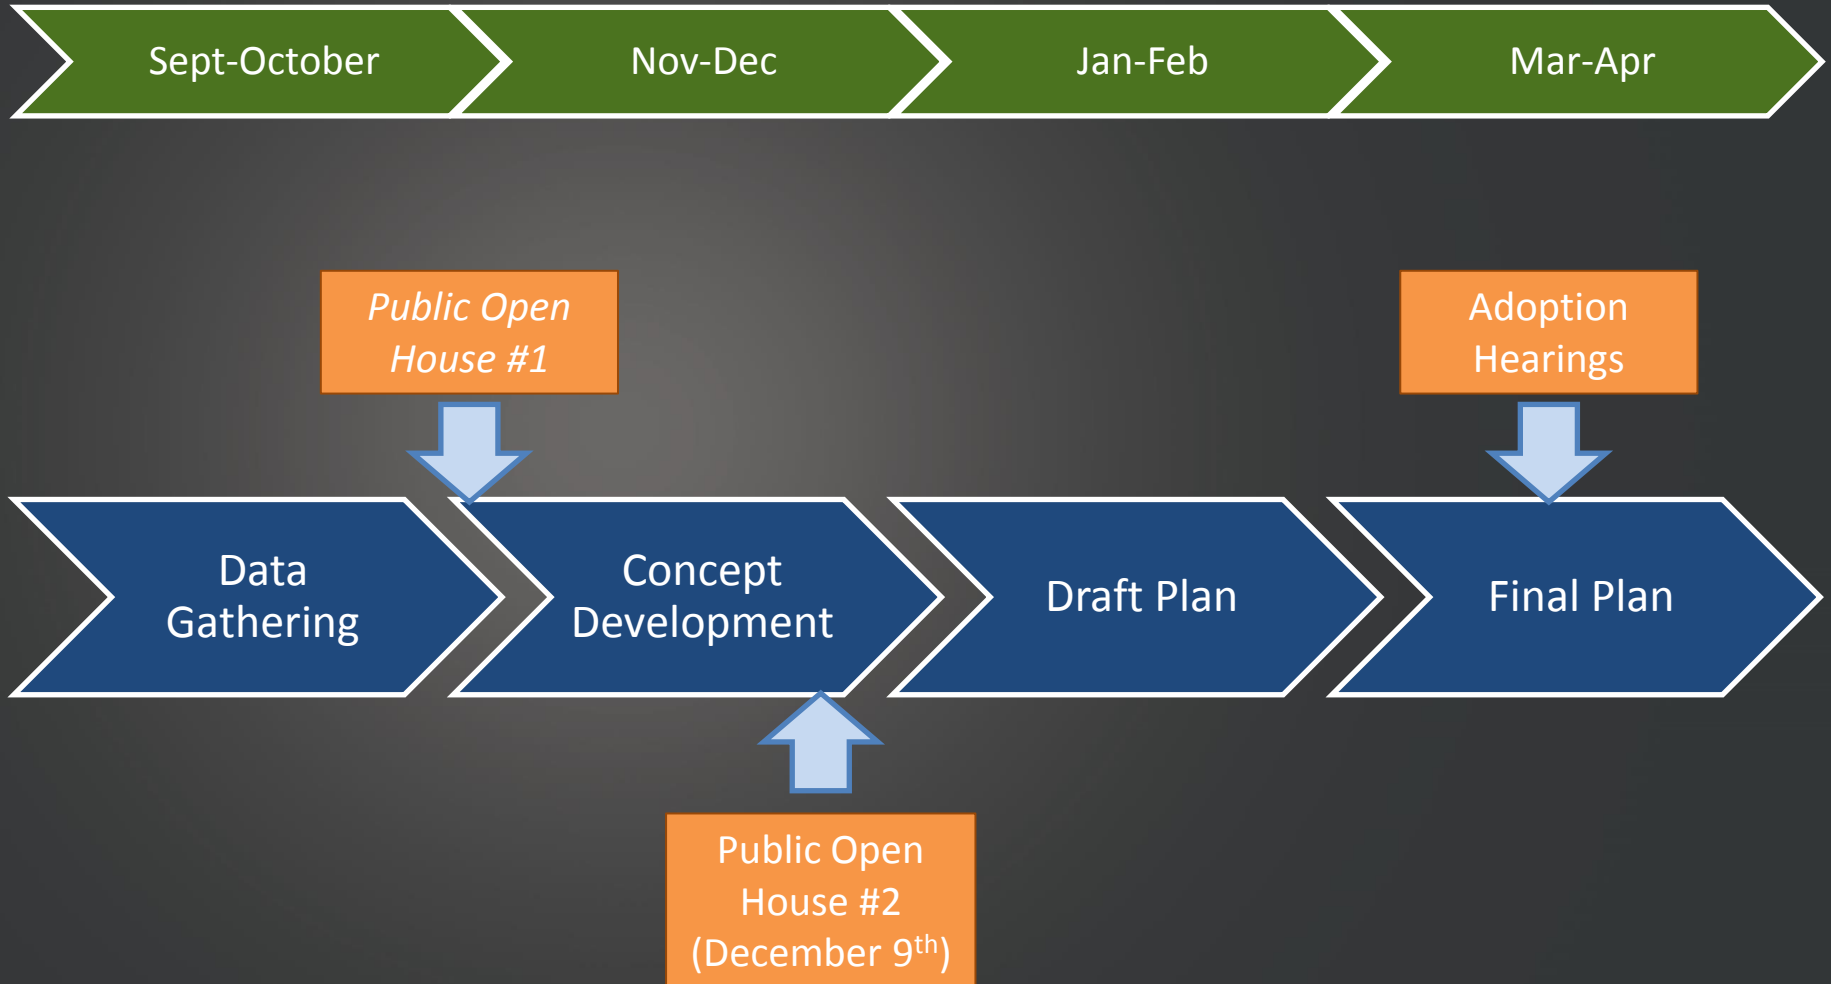 Sept-October
Nov-Dec
Jan-Feb
Mar-Apr
Public Open
House #1
Adoption
Hearings
Data
Gathering
Concept
Development
Draft Plan
Final Plan
Public Open
House #2
(December 9th)